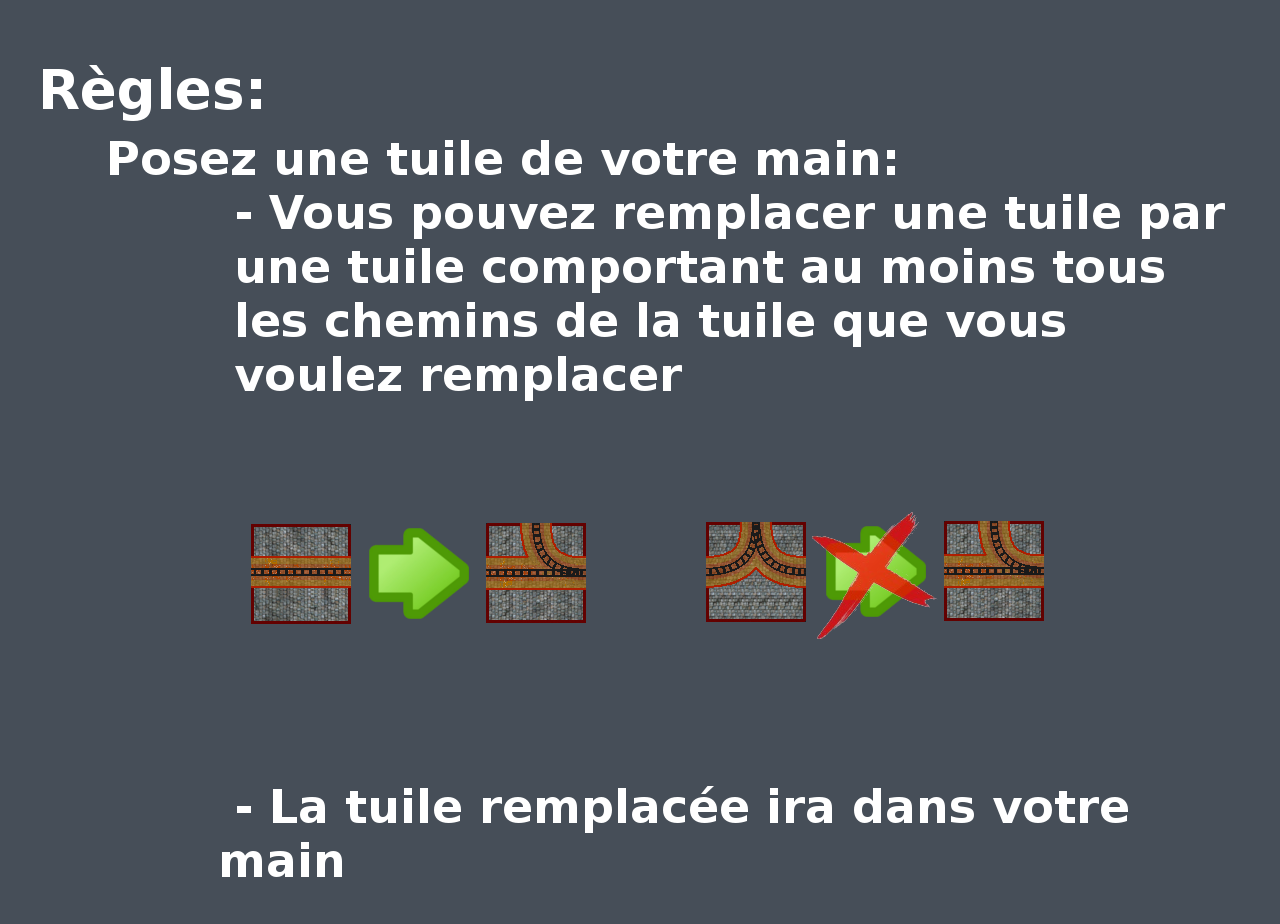 Règles:
Posez une tuile de votre main:
- Vous pouvez remplacer une tuile par
une tuile comportant au moins tous
les chemins de la tuile que vous
voulez remplacer
- La tuile remplacée ira dans votre
main